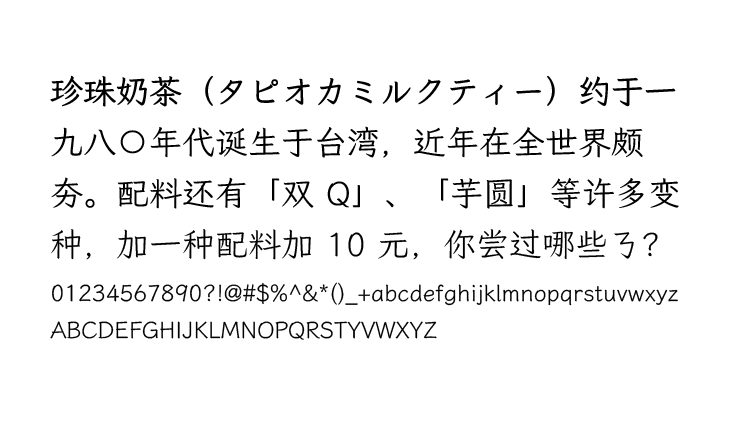 珍珠奶茶（タピオカミルクティー）约于一
九八〇年代诞生于台湾，近年在全世界颇
夯。配料还有「双 Q」、「芋圆」等许多变
种，加一种配料加 10 元，你尝过哪些ㄋ？
01234567890?!@#$%^&*()_+abcdefghijklmnopqrstuvwxyz
ABCDEFGHIJKLMNOPQRSTYVWXYZ